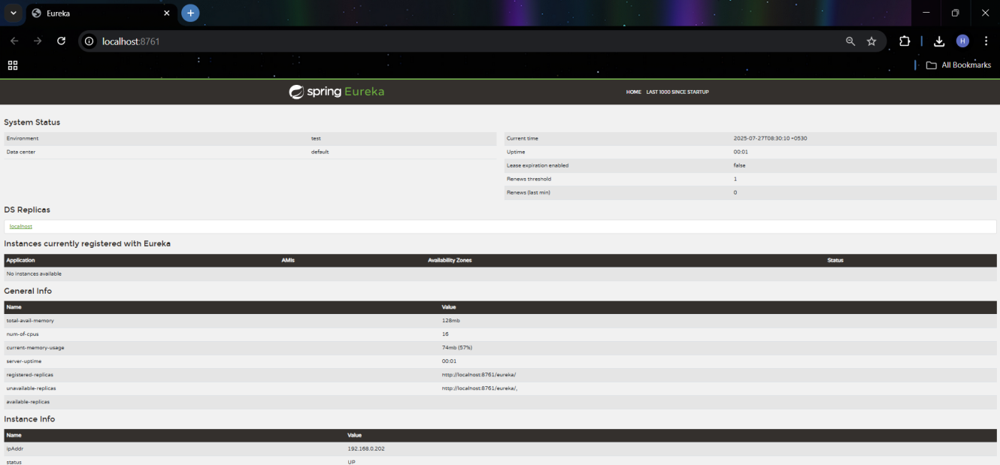 Eureka
localhost:8761
H
All Bookmarks
spring Eureka
HOME LAST 1000 SINCE STARTUP
System Status
Environment test
Data center default
Current time 2025-07-27T08:30:10 +0530
Uptime 00:01
Lease expiration enabled false
Renews threshold 1
Renews (last min) 0
DS Replicas
localhost
Instances currently registered with Eureka
Application AMIs Availability Zones Status
No instances available
General Info
Name Value
total-avail-memory 128mb
num-of-cpus 16
current-memory-usage 74mb (57%)
server-uptime 00:01
registered-replicas http://localhost:8761/eureka/
unavailable-replicas http://localhost:8761/eureka/,
available-replicas
Instance Info
Name Value
ipAddr 192.168.0.202
status UP